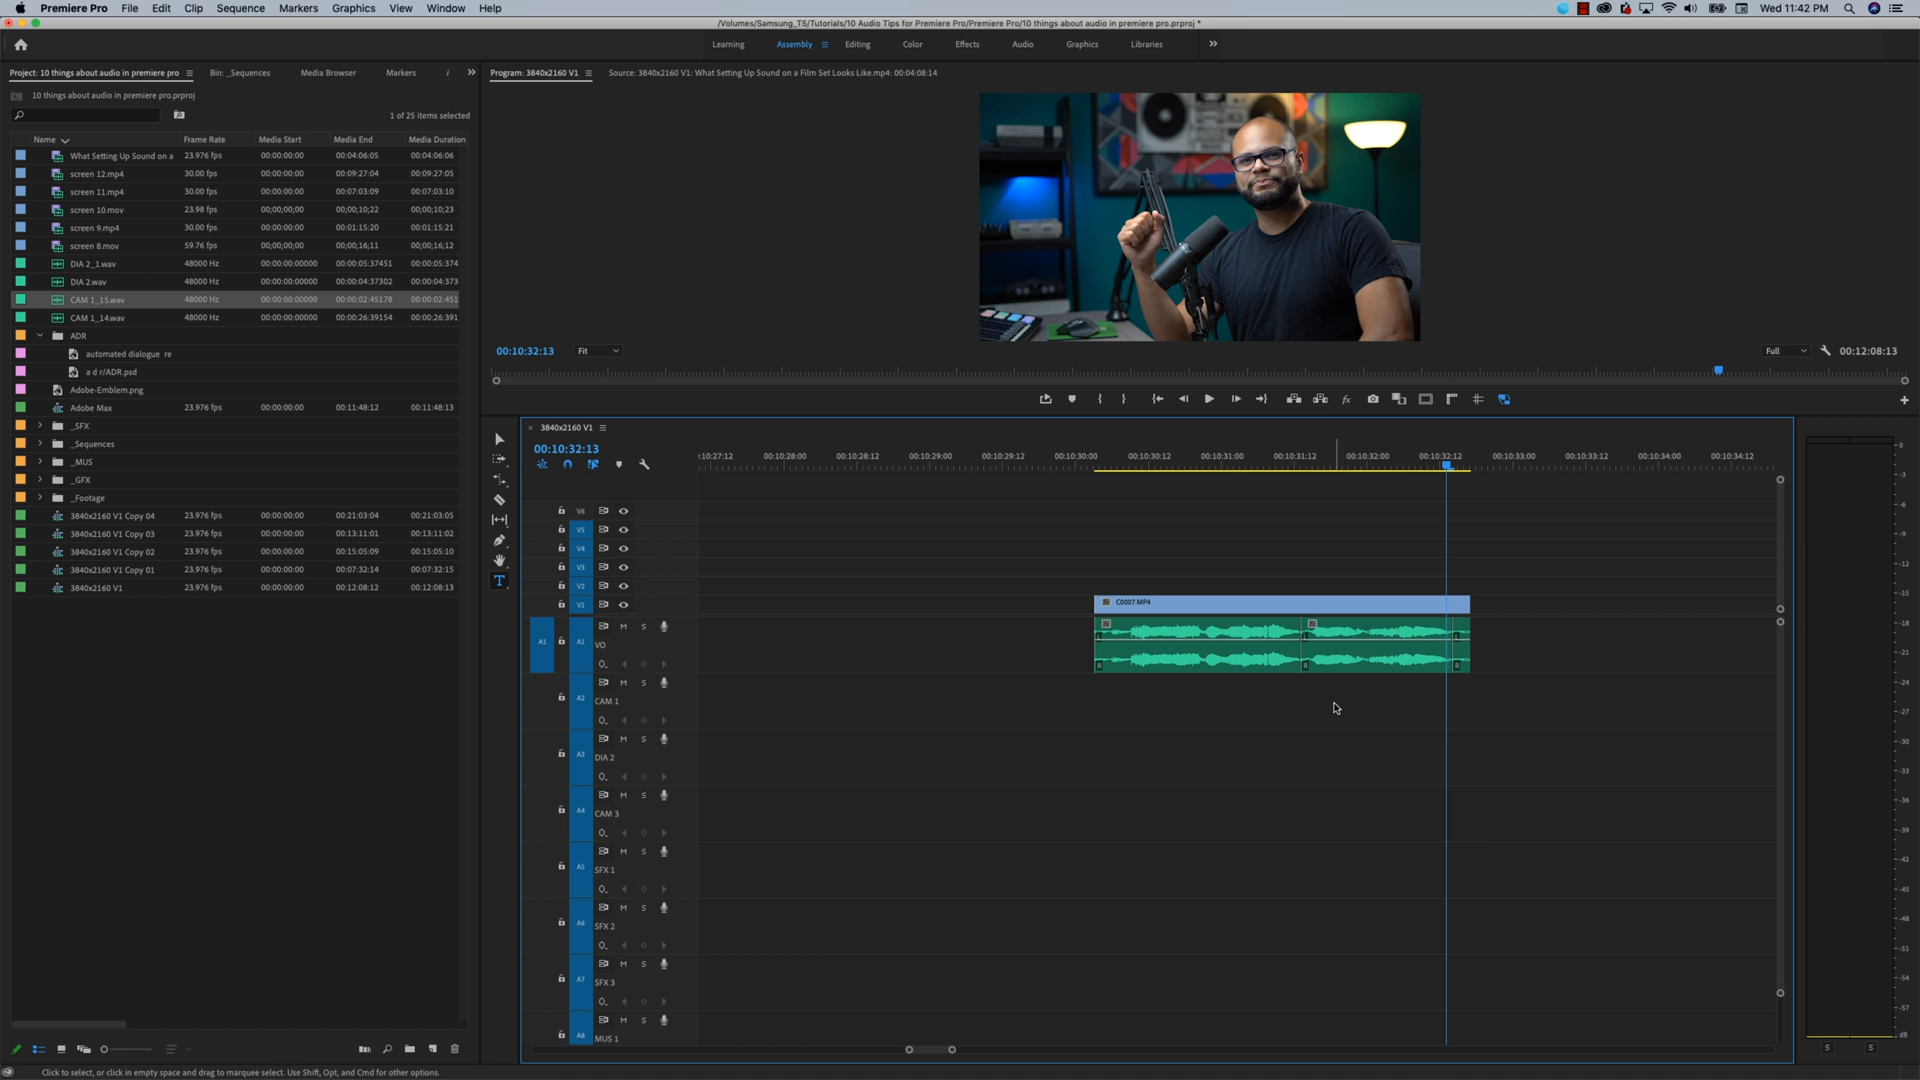 Premiere Pro File Edit Clip Sequence Markers Graphics View Window Help Wed 11:42 PM
/Volumes/Samsung_T5/Tutorials/10 Audio Tips for Premiere Pro/Premiere Pro/10 things about audio in premiere pro.prproj *
Learning Assembly Editing Color Effects Audio Graphics Libraries
Project: 10 things about audio in premiere pro Bin: _Sequences Media Browser Markers
Program: 3840x2160 V1 Source: 3840x2160 V1: What Setting Up Sound on a Film Set Looks Like.mp4: 00:04:08:14
10 things about audio in premiere pro.prproj
1 of 25 items selected
Name Frame Rate Media Start Media End Media Duration
What Setting Up Sound on a 23.976 fps 00:00:00:00 00:04:06:05 00:04:06:06
screen 12.mp4 30.00 fps 00:00:00:00 00:09:27:04 00:09:27:05
screen 11.mp4 30.00 fps 00:00:00:00 00:07:03:09 00:07:03:10
screen 10.mov 23.98 fps 00;00;00;00 00;00;10;22 00;00;10;23
screen 9.mp4 30.00 fps 00:00:00:00 00:01:15:20 00:01:15:21
screen 8.mov 59.76 fps 00;00;00;00 00;00;16;11 00;00;16;12
DIA 2_1.wav 48000 Hz 00:00:00:00000 00:00:05:37451 00:00:05:374
DIA 2.wav 48000 Hz 00:00:00:00000 00:00:04:37302 00:00:04:373
CAM 1_15.wav 48000 Hz 00:00:00:00000 00:00:02:45178 00:00:02:451
CAM 1_14.wav 48000 Hz 00:00:00:00000 00:00:26:39154 00:00:26:391
ADR
automated dialogue re
a d r/ADR.psd
Adobe-Emblem.png
Adobe Max 23.976 fps 00:00:00:00 00:11:48:12 00:11:48:13
_SFX
_Sequences
_MUS
_GFX
_Footage
3840x2160 V1 Copy 04 23.976 fps 00:00:00:00 00:21:03:04 00:21:03:05
3840x2160 V1 Copy 03 23.976 fps 00:00:00:00 00:13:11:01 00:13:11:02
3840x2160 V1 Copy 02 23.976 fps 00:00:00:00 00:15:05:09 00:15:05:10
3840x2160 V1 Copy 01 23.976 fps 00:00:00:00 00:07:32:14 00:07:32:15
3840x2160 V1 23.976 fps 00:00:00:00 00:12:08:12 00:12:08:13
00:10:32:13 Fit Full 00:12:08:13
3840x2160 V1
00:10:32:13
:10:27:12 00:10:28:00 00:10:28:12 00:10:29:00 00:10:29:12 00:10:30:00 00:10:30:12 00:10:31:00 00:10:31:12 00:10:32:00 00:10:32:12 00:10:33:00 00:10:33:12 00:10:34:00 00:10:34:12
V6
V5
V4
V3
V2
V1 C0007.MP4
A1 A1 M S
VO
A2 M S
CAM 1
A3 M S
DIA 2
A4 M S
CAM 3
A5 M S
SFX 1
A6 M S
SFX 2
A7 M S
SFX 3
A8 M S
MUS 1
0
-3
-6
-9
-12
-15
-18
-21
-24
-27
-30
-33
-36
-39
-42
-45
-48
-51
-54
-57
dB
S S
Click to select, or click in empty space and drag to marquee select. Use Shift, Opt, and Cmd for other options.